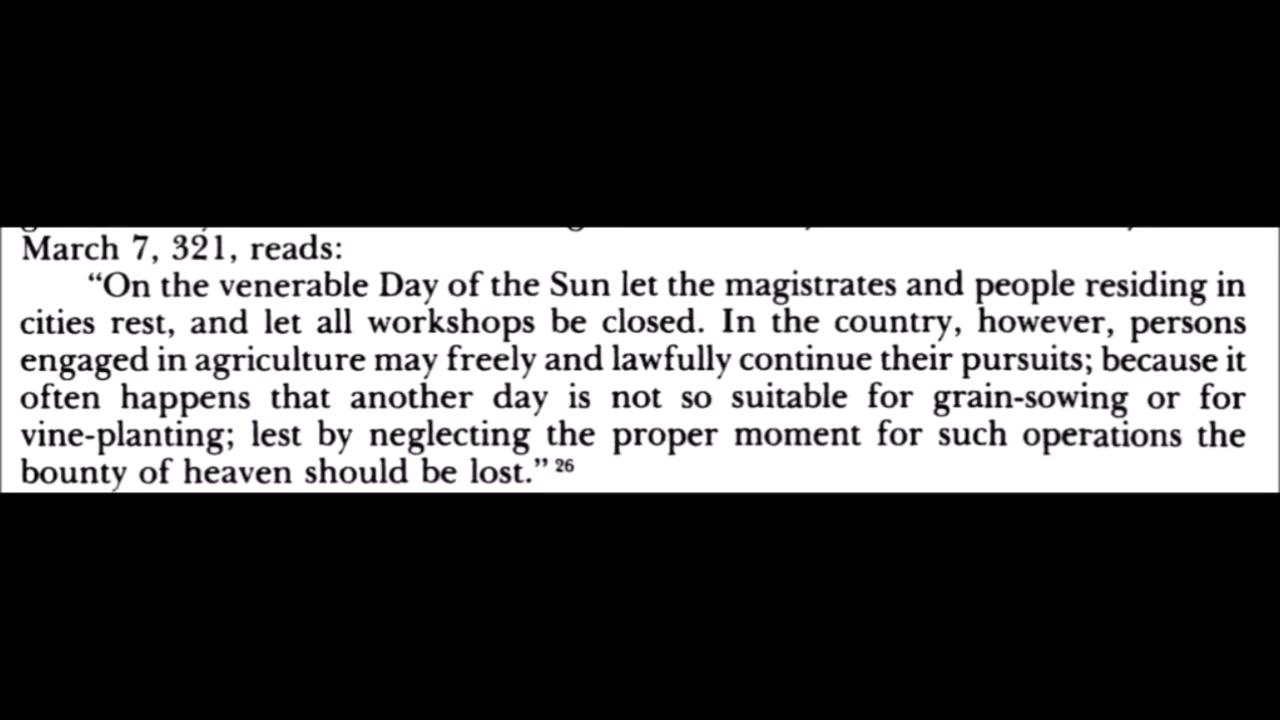 March 7, 321, reads:
“On the venerable Day of the Sun let the magistrates and people residing in
cities rest, and let all workshops be closed. In the country, however, persons
engaged in agriculture may freely and lawfully continue their pursuits; because it
often happens that another day is not so suitable for grain-sowing or for
vine-planting; lest by neglecting the proper moment for such operations the
bounty of heaven should be lost.” 26